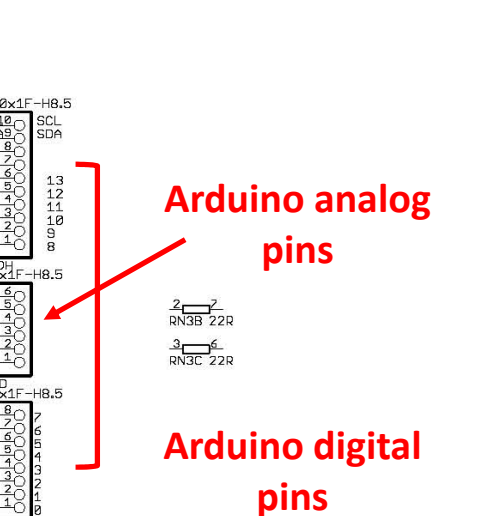 0x1F-H8.5
10 SCL
A9 SDA
8
7
6
5 13
4 12
3 11
2 10
1 9
8
Arduino analog
pins
x1F-H8.5
6
5
4
3
2
1
2 7
RN3B 22R
3 6
RN3C 22R
x1F-H8.5
8 7
7 6
6 5
5 4
4 3
3 2
2 1
1 0
Arduino digital
pins